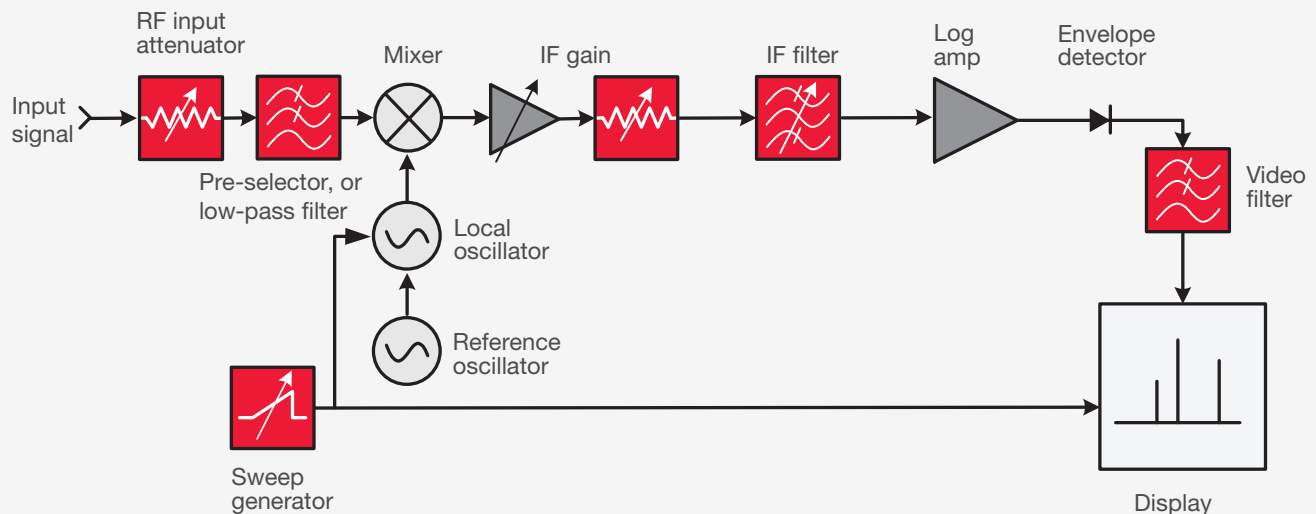 RF input
attenuator
Mixer
IF gain
IF filter
Log
amp
Envelope
detector
Input
signal
Pre-selector, or
low-pass filter
Video
filter
Local
oscillator
Reference
oscillator
Sweep
generator
Display